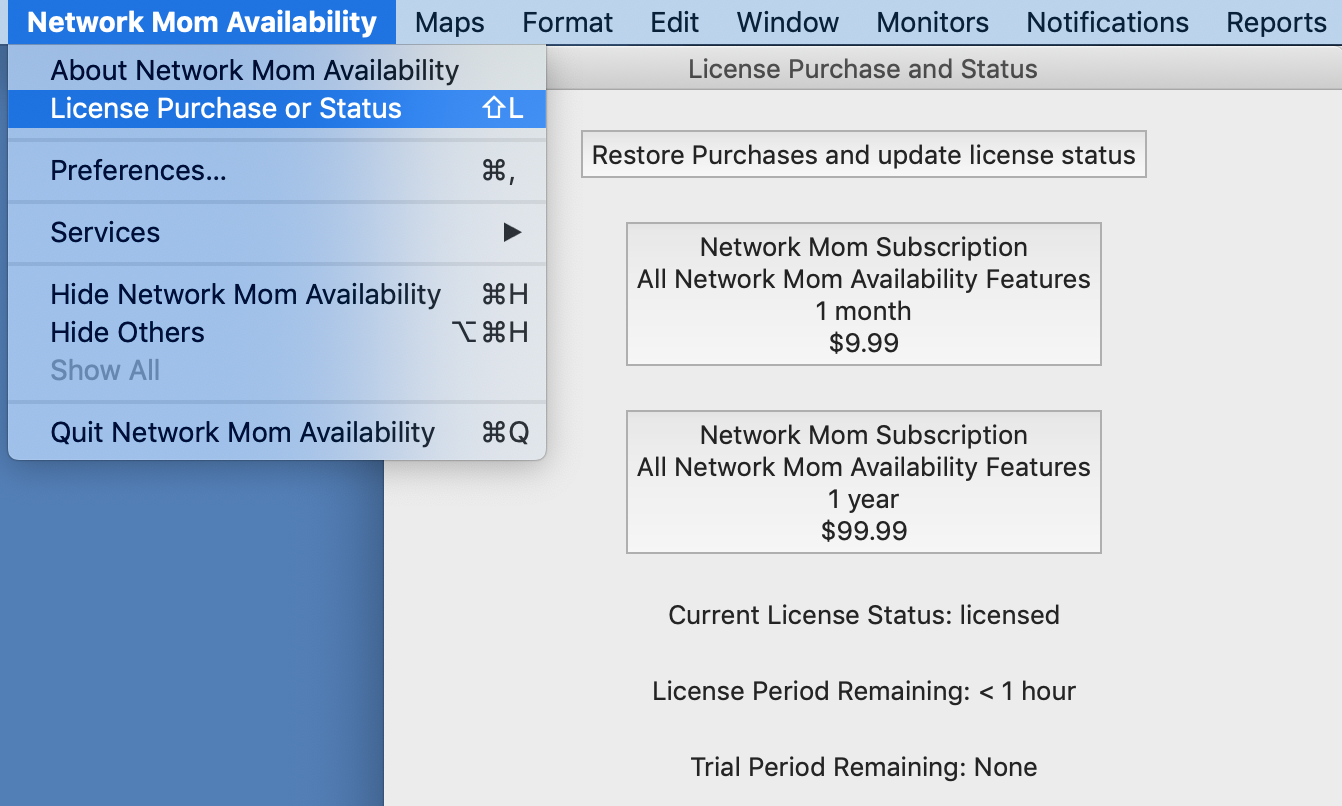 Network Mom Availability Maps Format Edit Window Monitors Notifications Reports
About Network Mom Availability
License Purchase or Status ⇧L
Preferences... ⌘,
Services ▶
Hide Network Mom Availability ⌘H
Hide Others ⌥⌘H
Show All
Quit Network Mom Availability ⌘Q
License Purchase and Status
Restore Purchases and update license status
Network Mom Subscription
All Network Mom Availability Features
1 month
$9.99
Network Mom Subscription
All Network Mom Availability Features
1 year
$99.99
Current License Status: licensed
License Period Remaining: < 1 hour
Trial Period Remaining: None